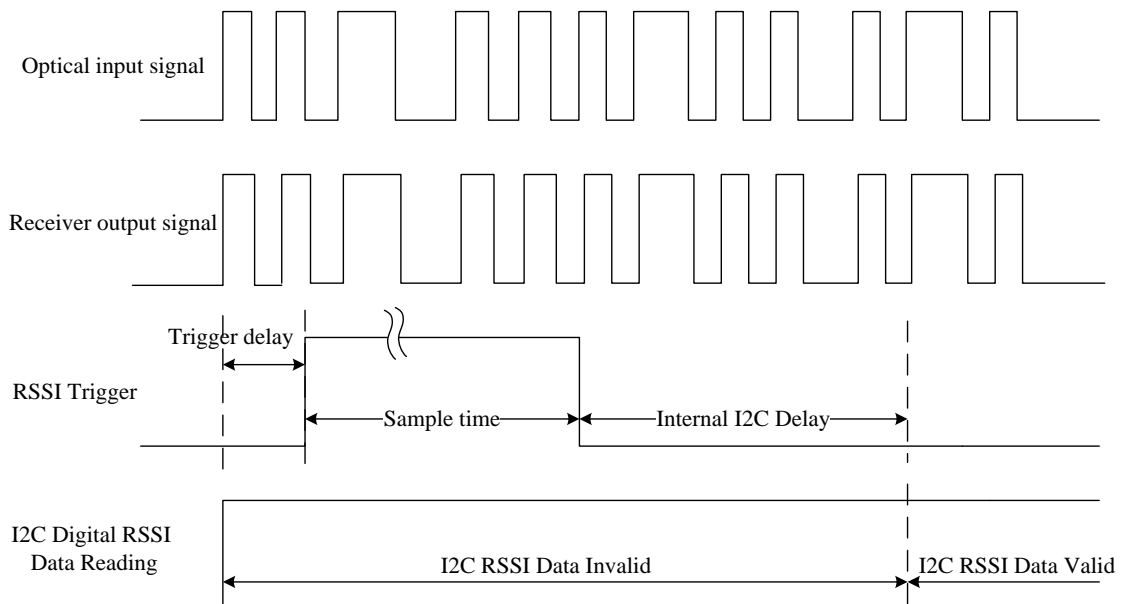 Optical input signal
Receiver output signal
Trigger delay
RSSI Trigger
Sample time
Internal I2C Delay
I2C Digital RSSI
Data Reading
I2C RSSI Data Invalid
I2C RSSI Data Valid